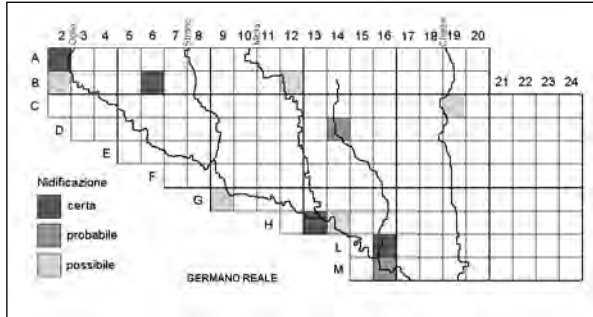 2 3 4 5 6 7 8 9 10 11 12 13 14 15 16 17 18 19 20
21 22 23 24
A
B
C
D
E
F
G
H
L
M
Nidificazione
certa
probabile
possibile
GERMANO REALE